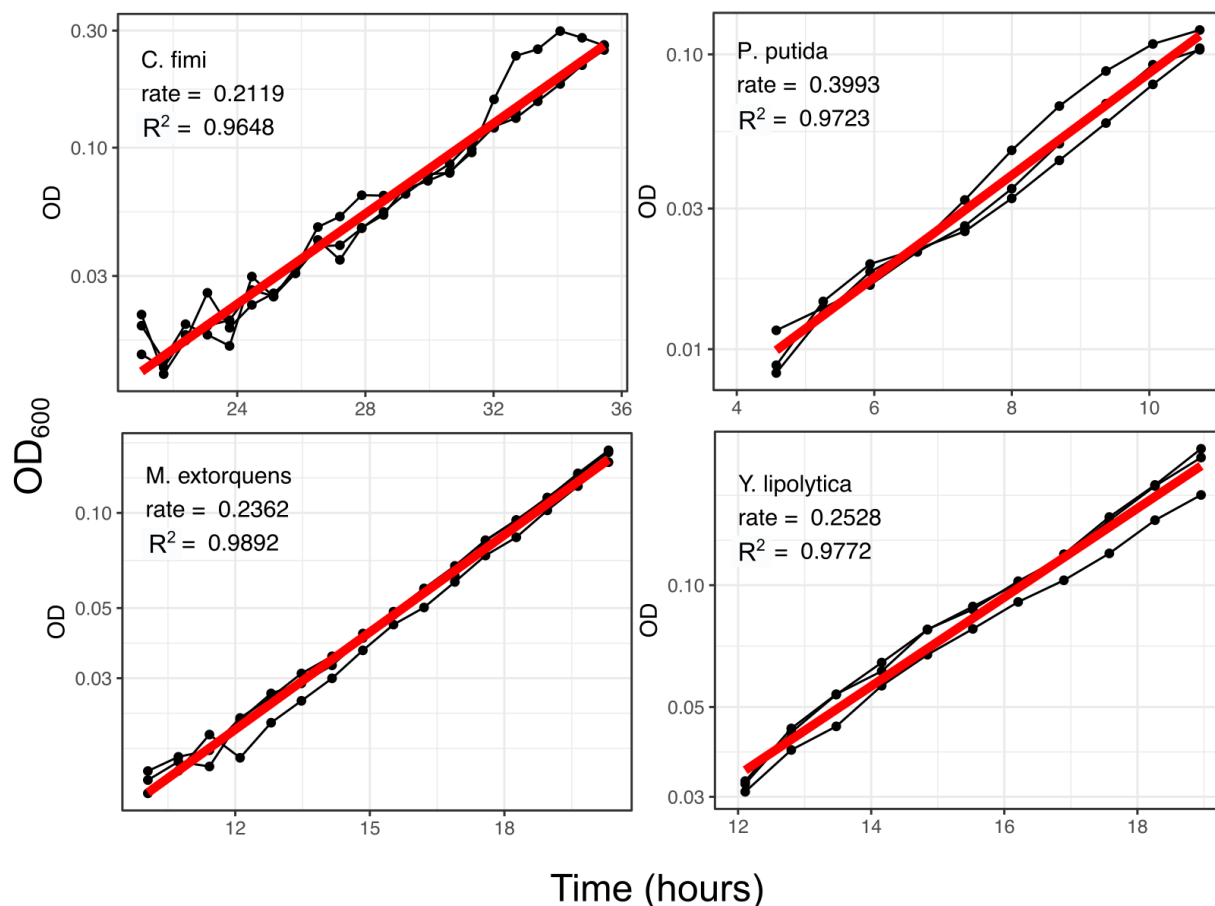 C. fimi
rate = 0.2119
R² = 0.9648
0.30
0.10
0.03
OD
24
28
32
36
P. putida
rate = 0.3993
R² = 0.9723
0.10
0.03
0.01
OD
4
6
8
10
OD₆₀₀
M. extorquens
rate = 0.2362
R² = 0.9892
0.10
0.05
0.03
OD
12
15
18
Y. lipolytica
rate = 0.2528
R² = 0.9772
0.10
0.05
0.03
OD
12
14
16
18
Time (hours)